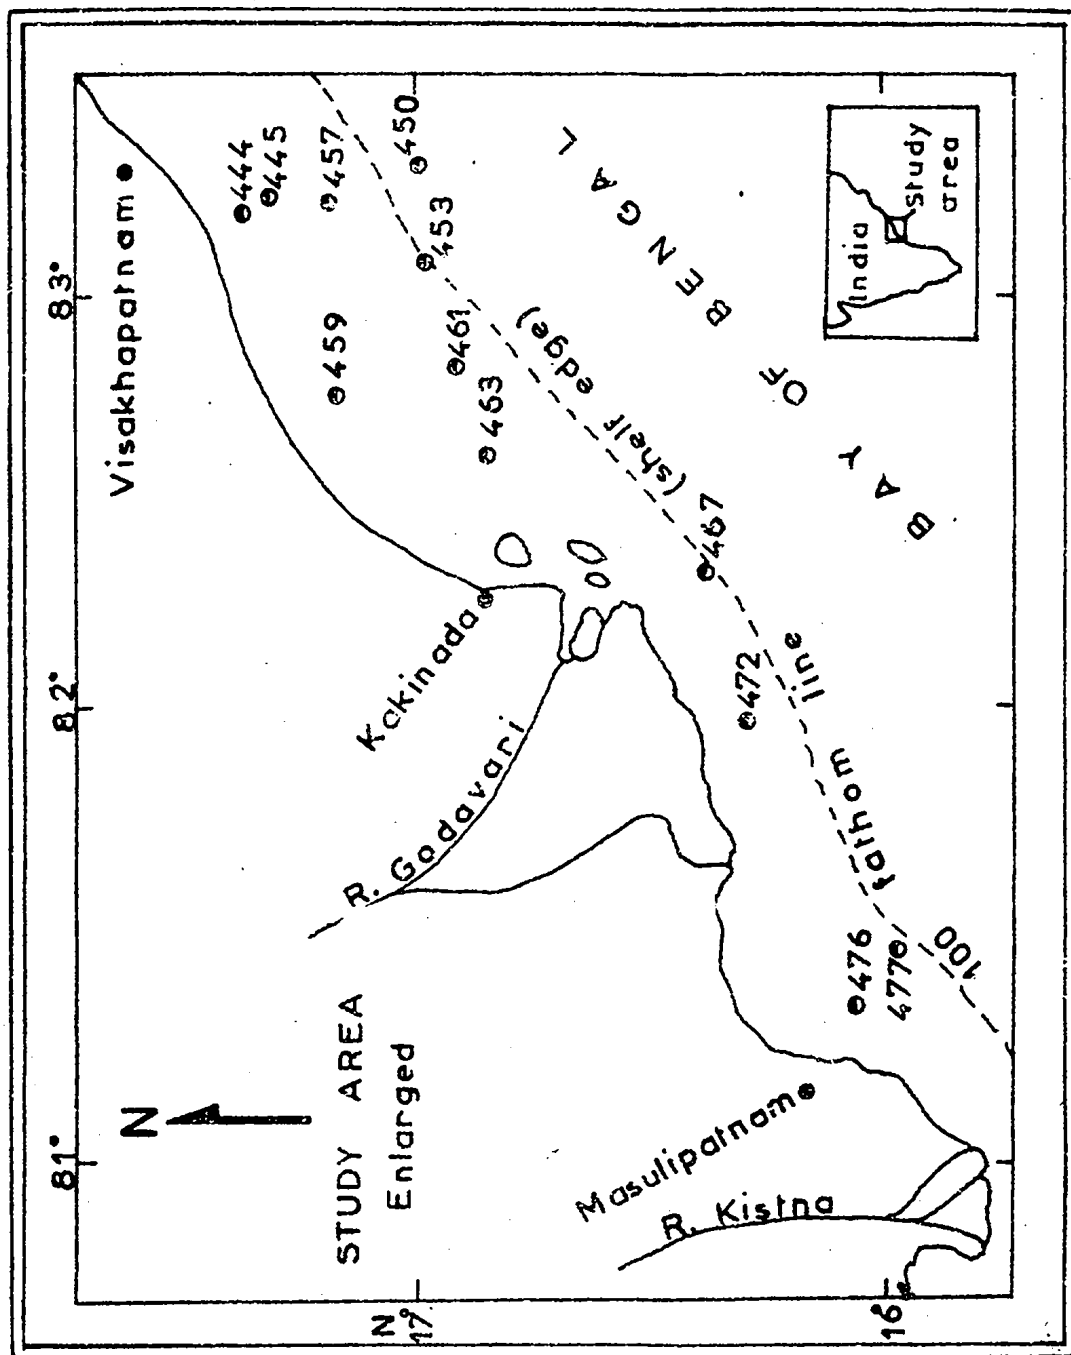 81°
82°
83°
N
17°
16°
N
STUDY AREA
Enlarged
Visakhapatnam
Kakinada
R. Godavari
Masulipatnam
R. Kistna
444
445
457
450
453
459
461
463
467
472
476
477
100 fathom line (shelf edge)
BAY OF BENGAL
India
Study
area